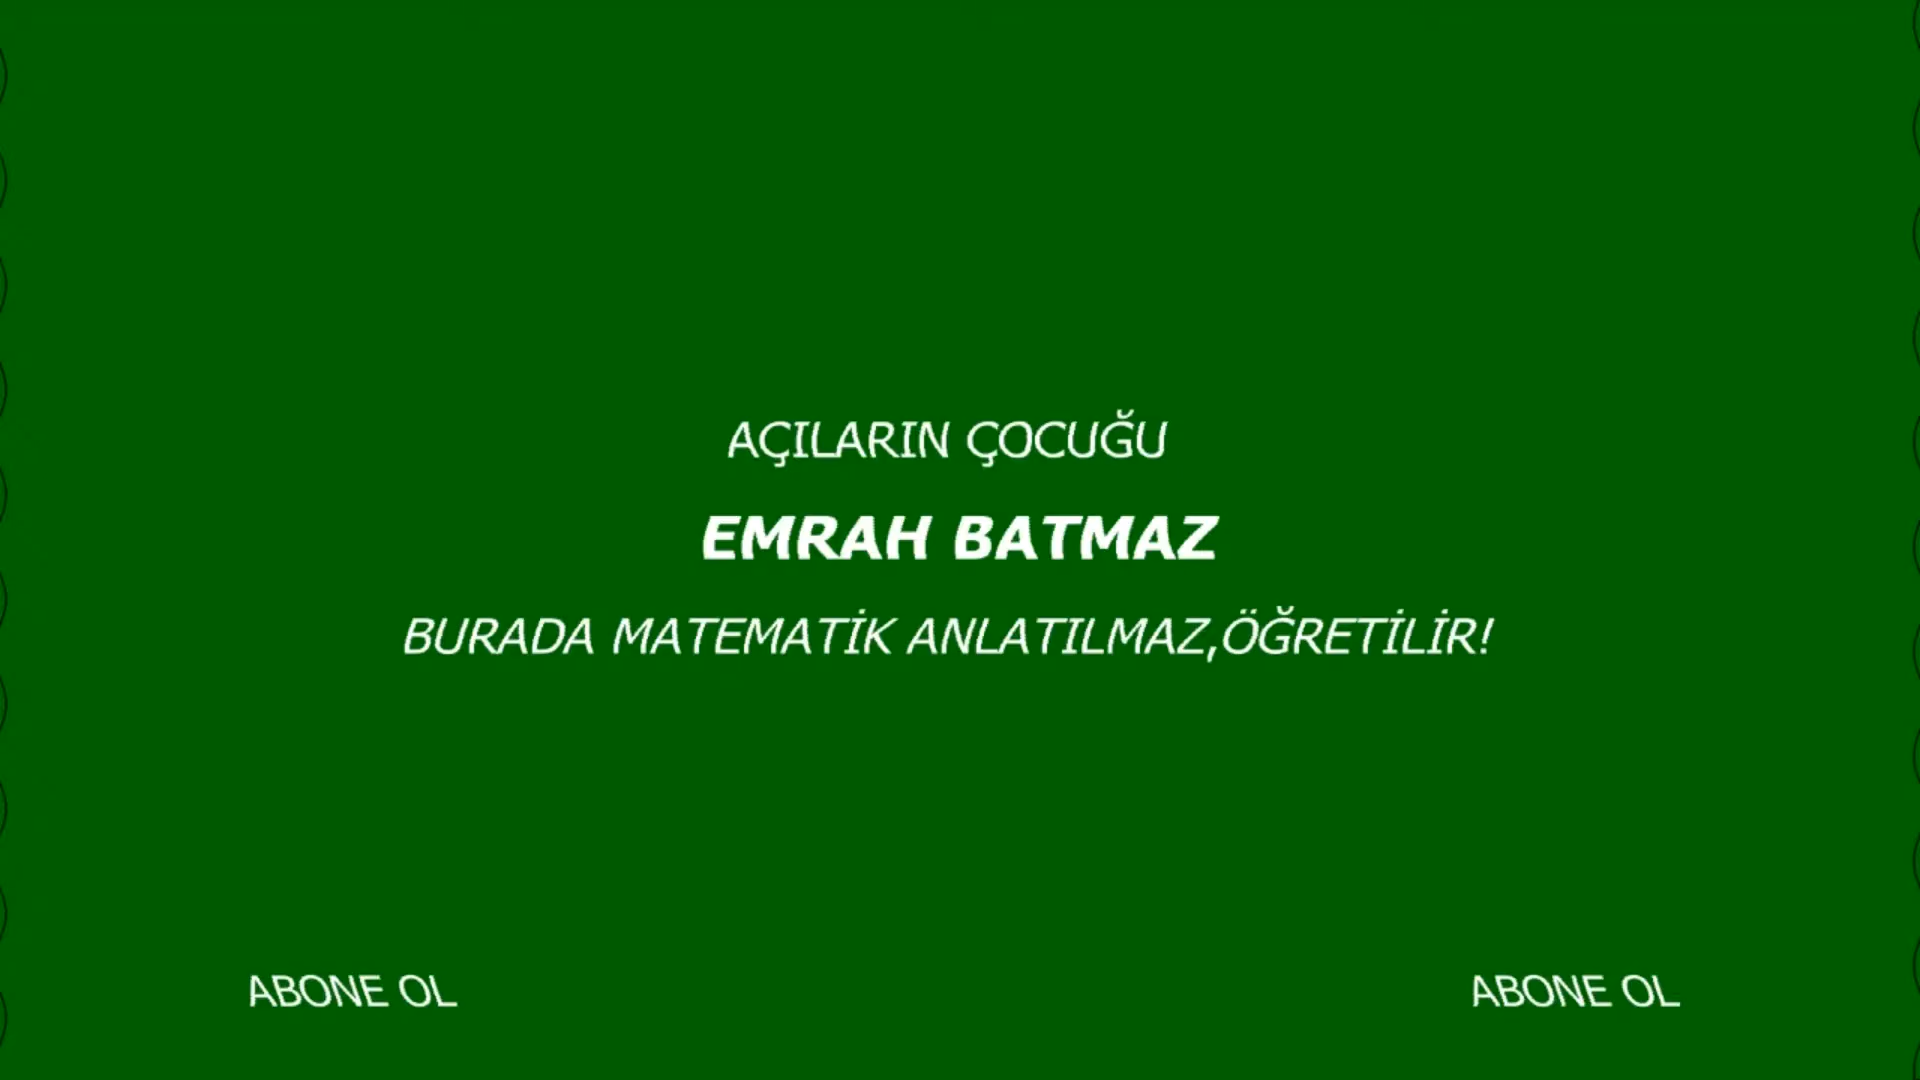 AÇILARIN ÇOCUĞU
EMRAH BATMAZ
BURADA MATEMATİK ANLATILMAZ,ÖĞRETİLİR!
ABONE OL
ABONE OL